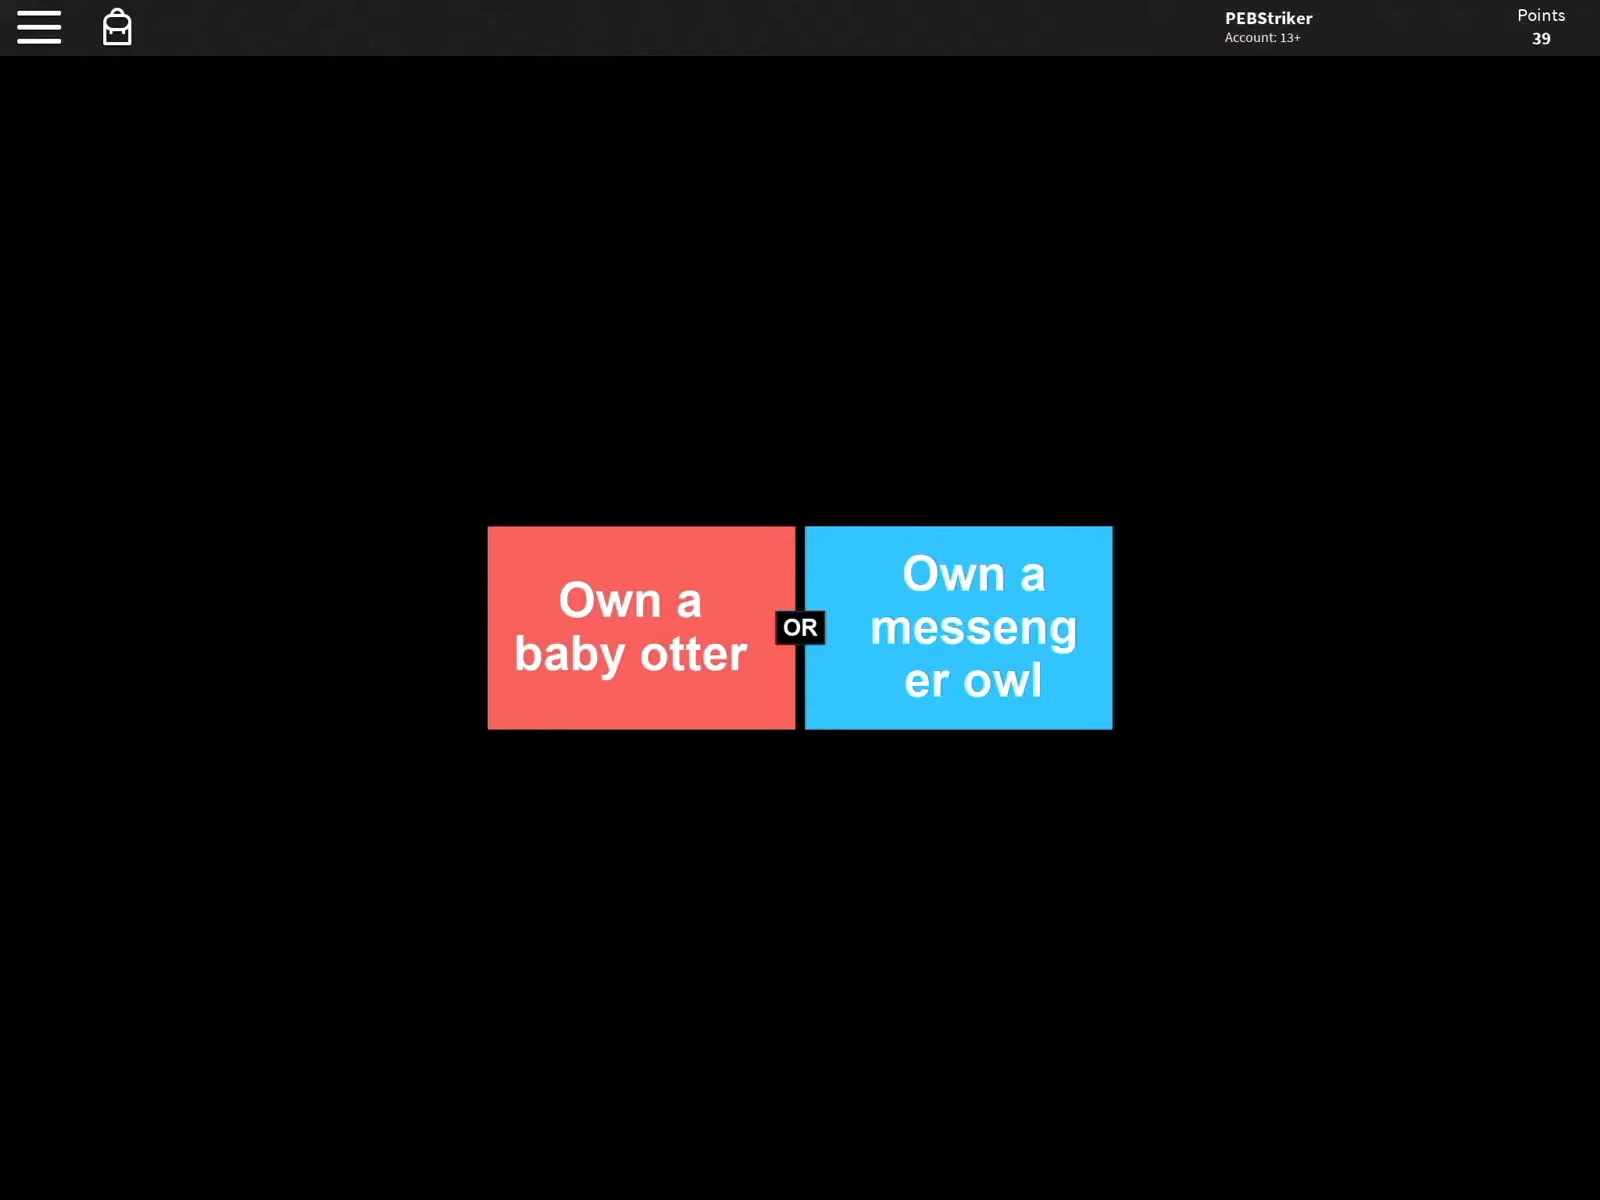 PEBStriker
Account: 13+
Points
39
Own a
baby otter
OR
Own a
messeng
er owl